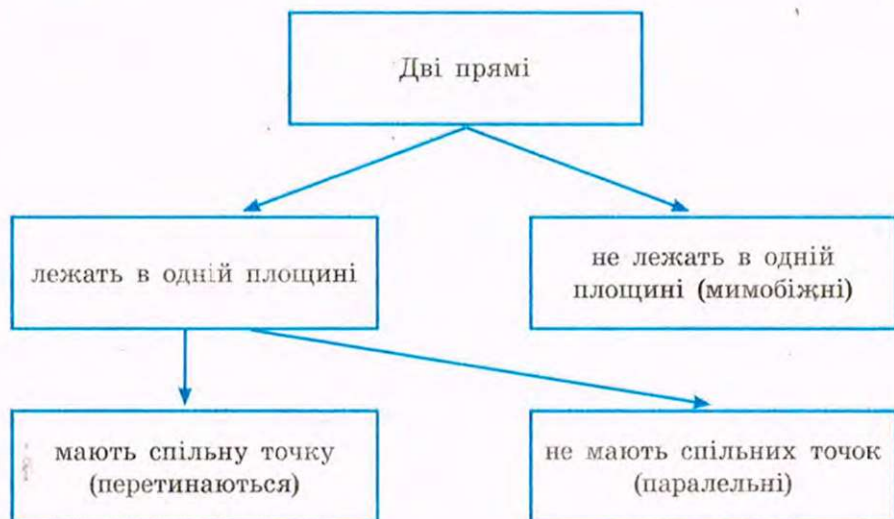 Дві прямі
лежать в одній площині
не лежать в одній
площині (мимобіжні)
мають спільну точку
(перетинаються)
не мають спільних точок
(паралельні)